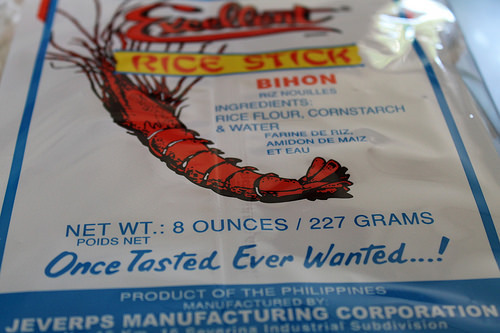 Excellent
RICE STICK
BIHON
RIZ NOUILLES
INGREDIENTS:
RICE FLOUR, CORNSTARCH
& WATER
FARINE DE RIZ,
AMIDON DE MAIZ
ET EAU
NET WT.: 8 OUNCES / 227 GRAMS
POIDS NET
Once Tasted Ever Wanted...!
PRODUCT OF THE PHILIPPINES
MANUFACTURED BY:
JEVERPS MANUFACTURING CORPORATION
Severina Industrial Subdivision